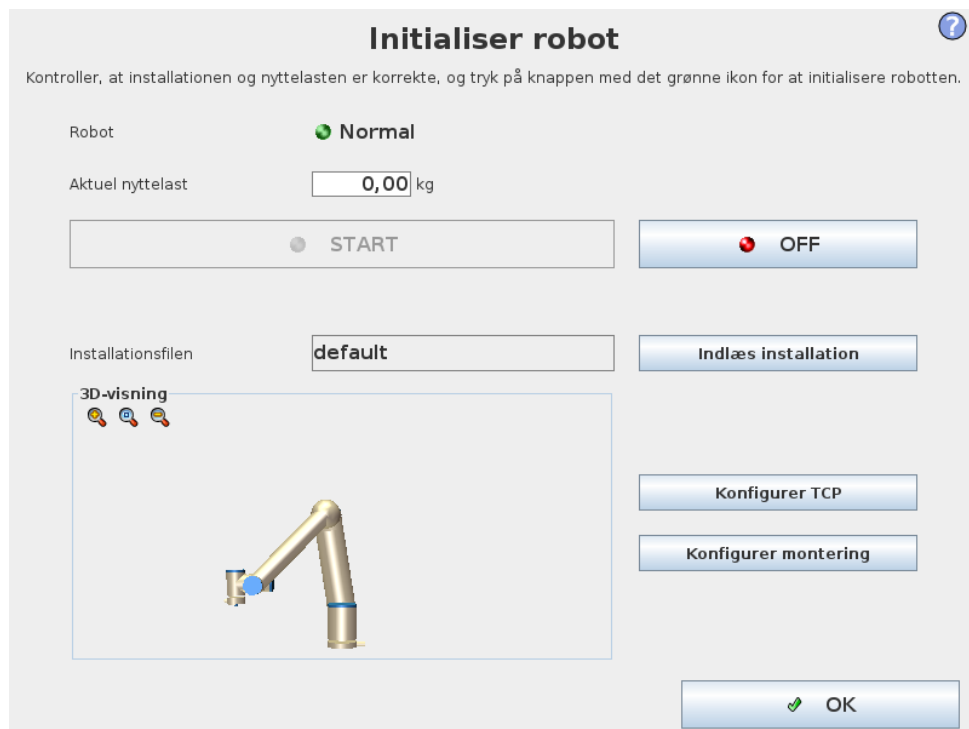 Initialiser robot
?
Kontroller, at installationen og nyttelasten er korrekte, og tryk på knappen med det grønne ikon for at initialisere robotten.
Robot Normal
Aktuel nyttelast 0,00 kg
START OFF
Installationsfilen default Indlæs installation
3D-visning
Konfigurer TCP
Konfigurer montering
OK